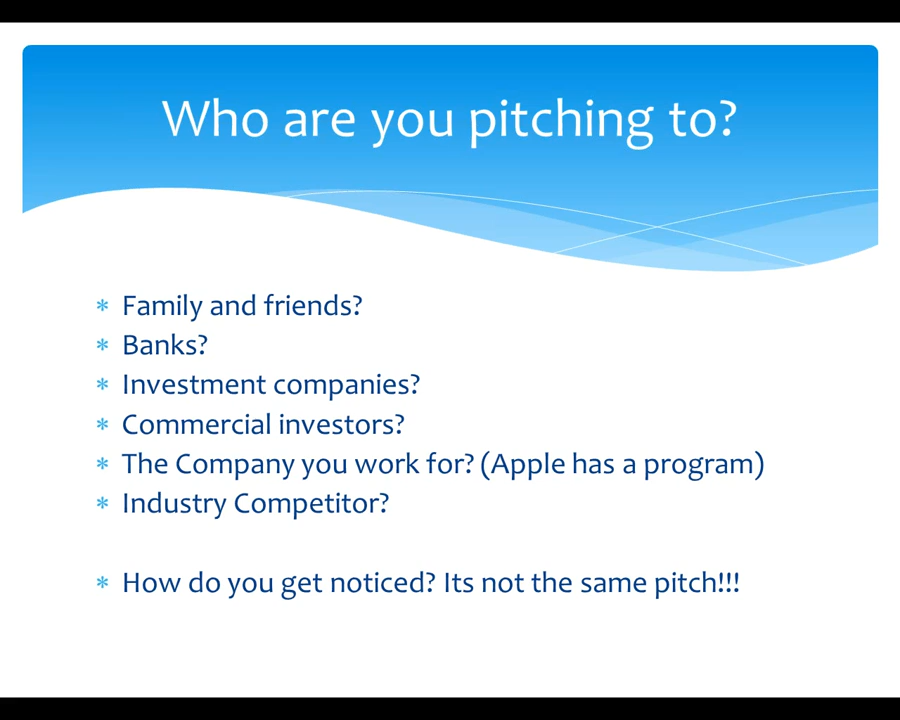 Who are you pitching to?
* Family and friends?
* Banks?
* Investment companies?
* Commercial investors?
* The Company you work for? (Apple has a program)
* Industry Competitor?
* How do you get noticed? Its not the same pitch!!!